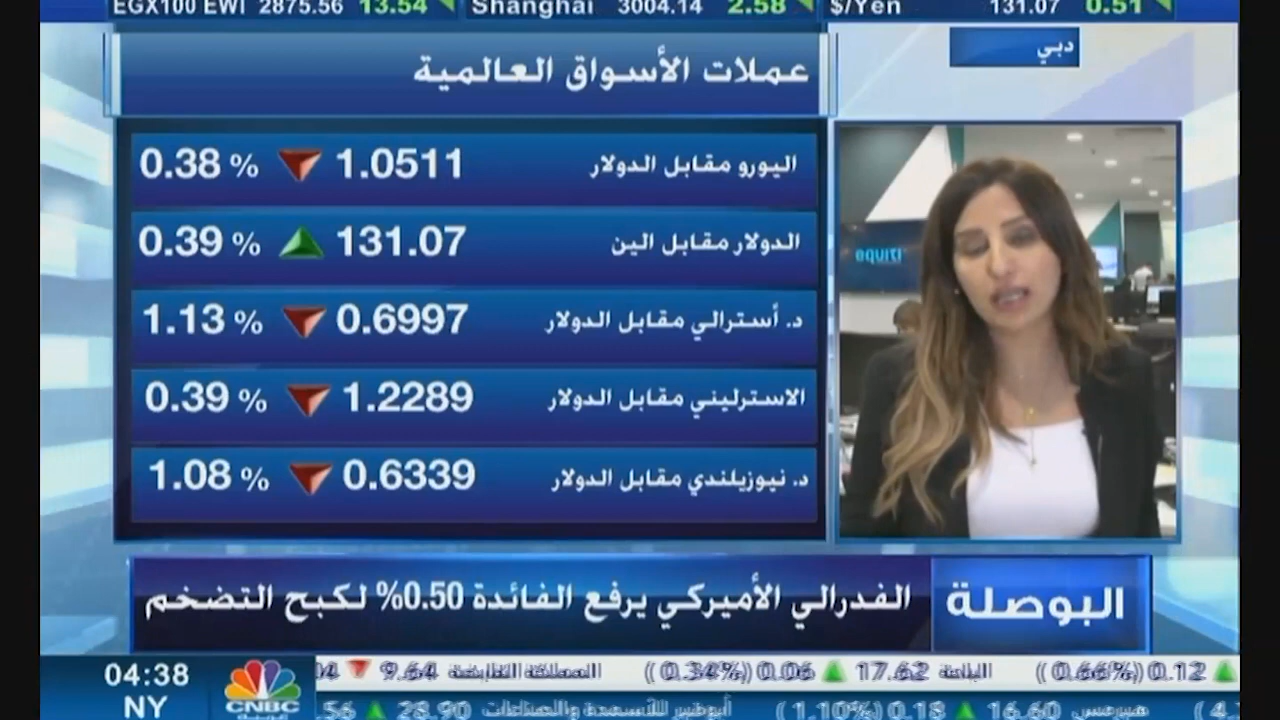 EGX100 EWI 2875.56 13.54 Shanghai 3004.14 2.58 $/Yen 131.07 0.51
دبي
عملات الأسواق العالمية
اليورو مقابل الدولار 1.0511 0.38 %
الدولار مقابل الين 131.07 0.39 %
د. أسترالي مقابل الدولار 0.6997 1.13 %
الاسترليني مقابل الدولار 1.2289 0.39 %
د. نيوزيلندي مقابل الدولار 0.6339 1.08 %
equiti
البوصلة
الفدرالي الأميركي يرفع الفائدة 0.50% لكبح التضخم
04:38
NY
CNBC
عربية
0.12 (0.66%) الباحة 17.62 0.06 (0.34%) المملكة القابضة 9.64
هيرميس 16.60 0.18 (1.10%) أبوقير للأسمدة والصناعات 28.90